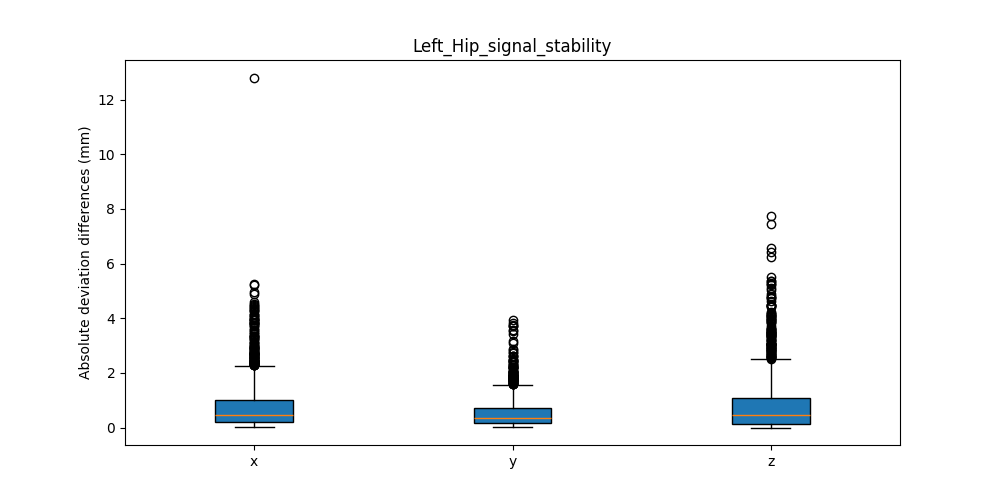 Left_Hip_signal_stability
Absolute deviation differences (mm)
12
10
8
6
4
2
0
x y z